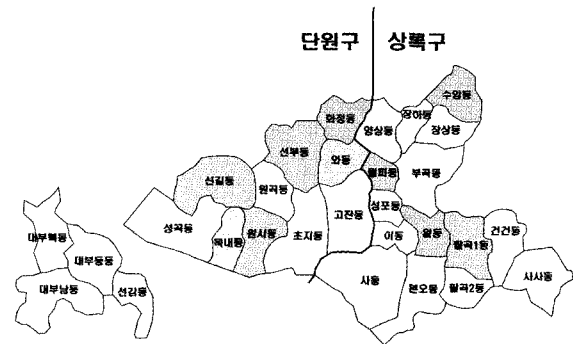 단원구 상록구
수암동
화정동
양상동
장하동
장상동
선부동
와동
월피동
부곡동
선길동
원곡동
고잔동
성포동
성곡동
목내동
원시동
초지동
이동
일동
팔곡1동
건건동
대부북동
대부동동
사동
본오동
팔곡2동
사사동
대부남동
선감동